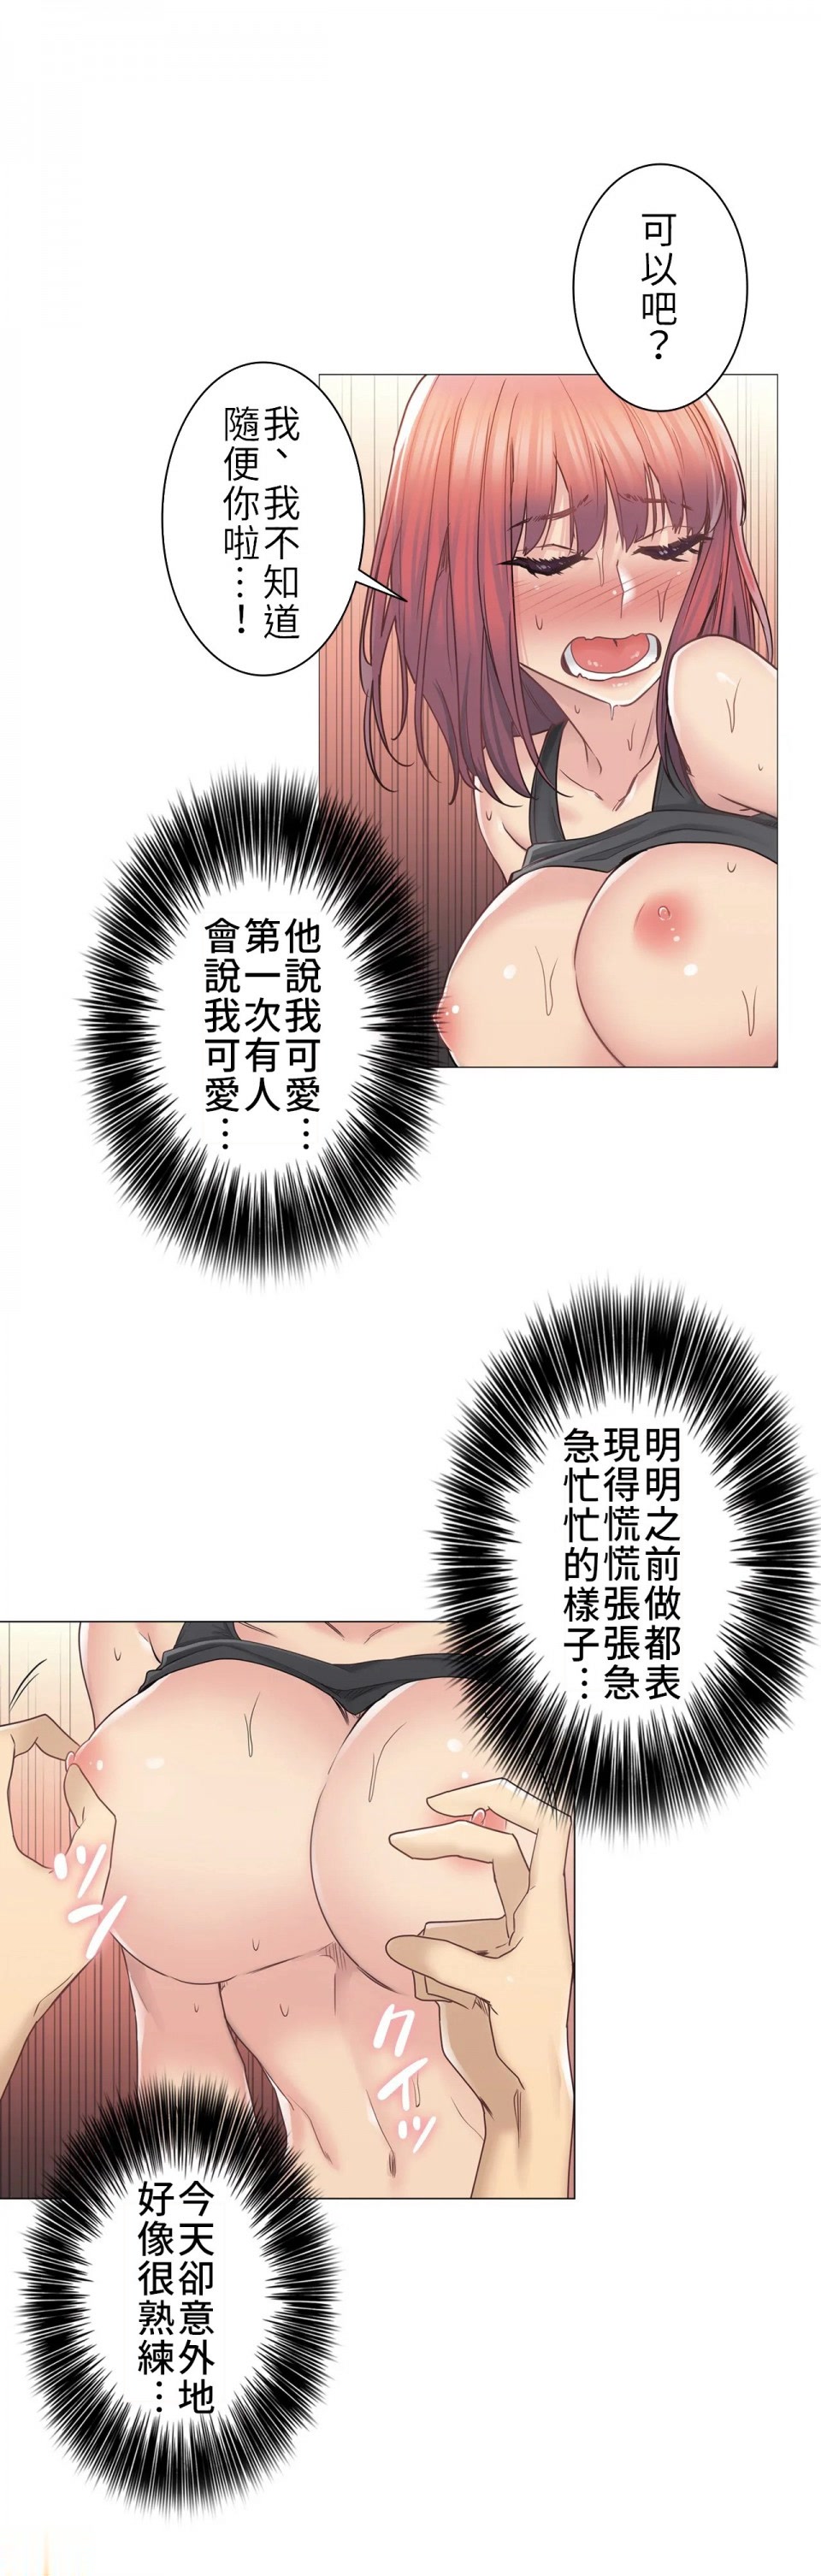 可以吧？
我、我不知道
隨便你啦⋯！
他說我可愛⋯
第一次有人
會說我可愛⋯
明明之前做都表
現得慌慌張張急
急忙忙的樣子⋯
ツン
クイッ
今天卻意外地
好像很熟練⋯